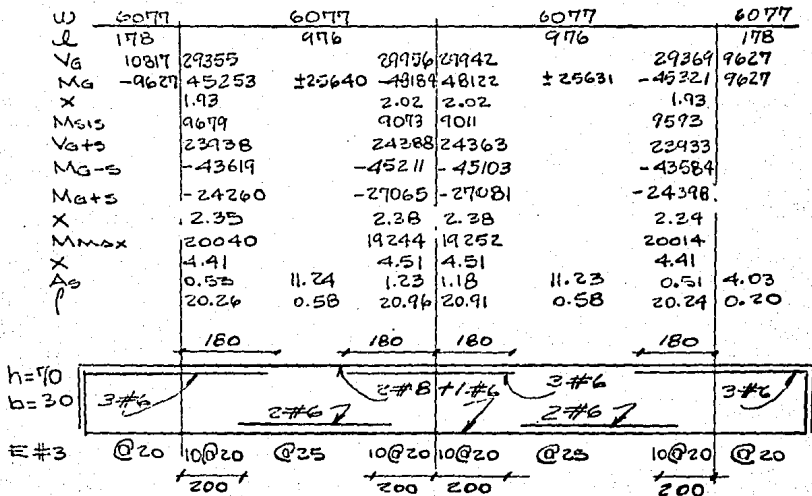 W 6077 6077 6077 6077
l 178 976 976 178
VG 10817 29355 29956 29942 29369 9627
MG -9627 45253 ±25640 -48184 48122 ±25631 -45321 9627
X 1.93 2.02 2.02 1.93
Msis 9679 9073 9011 9593
VG+S 23938 24388 24363 23933
MG-S -43619 -45211 -45103 -43584
MG+S -24260 -27065 -27081 -24398
X 2.35 2.38 2.38 2.29
Mmax 20040 19244 19252 20014
X 4.41 4.51 4.51 4.41
As 0.53 11.24 1.23 1.18 11.23 0.51 4.03
ρ 20.26 0.58 20.96 20.91 0.58 20.24 0.20
180 180 180 180
h=70
b=30
3#6 2#8 +1#6 3#6 3#6
2#6 2#6
E #3 @20 10@20 @25 10@20 10@20 @25 10@20 @20
200 200 200 200